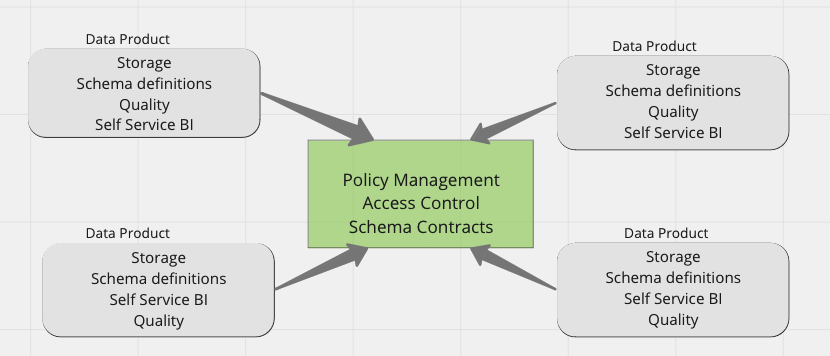 Data Product
Storage
Schema definitions
Quality
Self Service BI
Data Product
Storage
Schema definitions
Quality
Self Service BI
Policy Management
Access Control
Schema Contracts
Data Product
Storage
Schema definitions
Self Service BI
Quality
Data Product
Storage
Schema definitions
Self Service BI
Quality